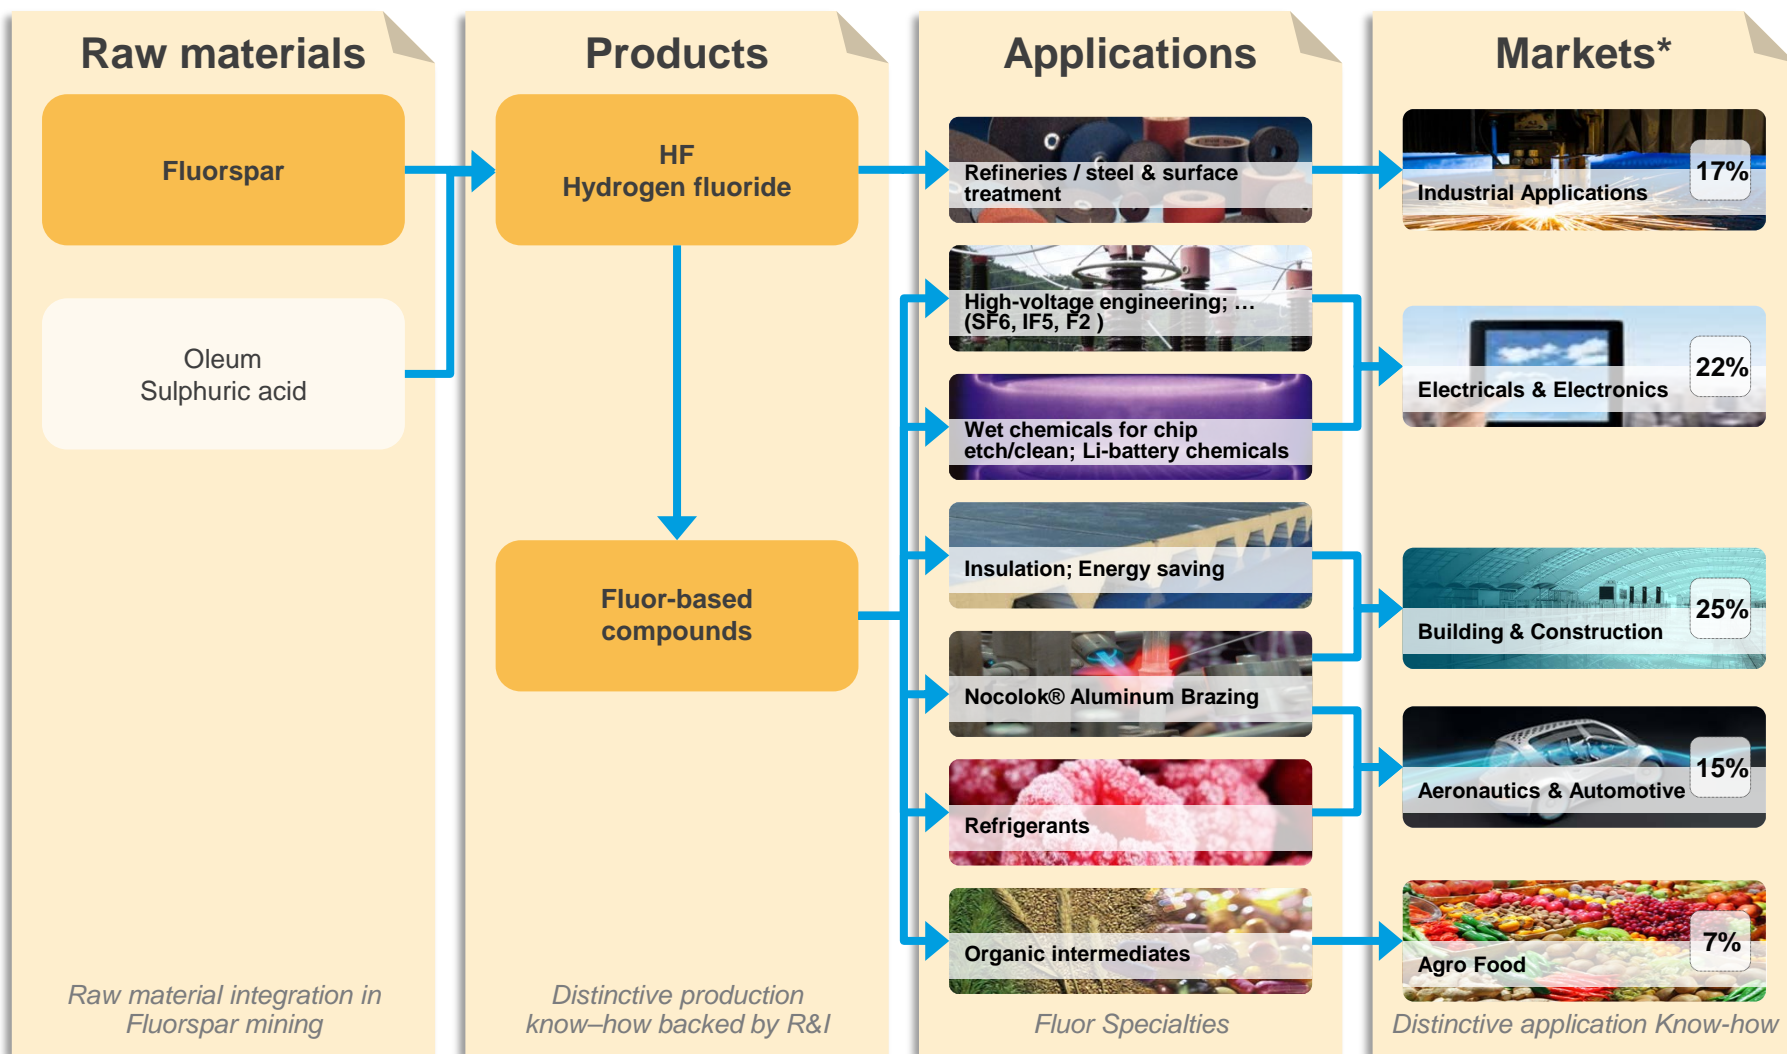 Raw materials
Fluorspar
Oleum
Sulphuric acid
Raw material integration in
Fluorspar mining
Products
HF
Hydrogen fluoride
Fluor-based
compounds
Distinctive production
know–how backed by R&I
Applications
Refineries / steel & surface
treatment
High-voltage engineering; …
(SF6, IF5, F2 )
Wet chemicals for chip
etch/clean; Li-battery chemicals
Insulation; Energy saving
Nocolok® Aluminum Brazing
Refrigerants
Organic intermediates
Fluor Specialties
Markets*
17%
Industrial Applications
22%
Electricals & Electronics
25%
Building & Construction
15%
Aeronautics & Automotive
7%
Agro Food
Distinctive application Know-how